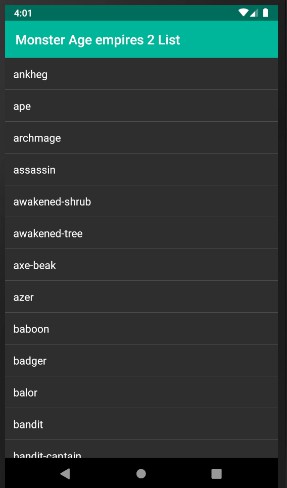 4:01
Monster Age empires 2 List
ankheg
ape
archmage
assassin
awakened-shrub
awakened-tree
axe-beak
azer
baboon
badger
balor
bandit
bandit-captain